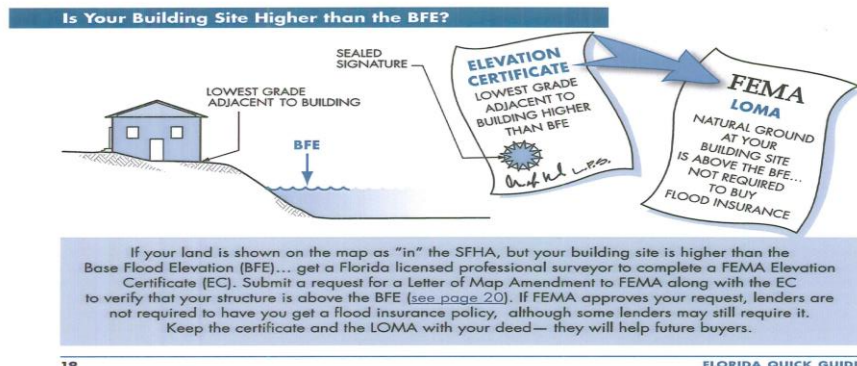 Is Your Building Site Higher than the BFE?
SEALED
SIGNATURE
LOWEST GRADE
ADJACENT TO BUILDING
BFE
ELEVATION
CERTIFICATE
LOWEST GRADE
ADJACENT TO
BUILDING HIGHER
THAN BFE
FEMA
LOMA
NATURAL GROUND
AT YOUR
BUILDING SITE
IS ABOVE THE BFE...
NOT REQUIRED
TO BUY
FLOOD INSURANCE
If your land is shown on the map as "in" the SFHA, but your building site is higher than the
Base Flood Elevation (BFE)... get a Florida licensed professional surveyor to complete a FEMA Elevation
Certificate (EC). Submit a request for a Letter of Map Amendment to FEMA along with the EC
to verify that your structure is above the BFE (see page 20). If FEMA approves your request, lenders are
not required to have you get a flood insurance policy, although some lenders may still require it.
Keep the certificate and the LOMA with your deed— they will help future buyers.
FLORIDA QUICK GUIDE